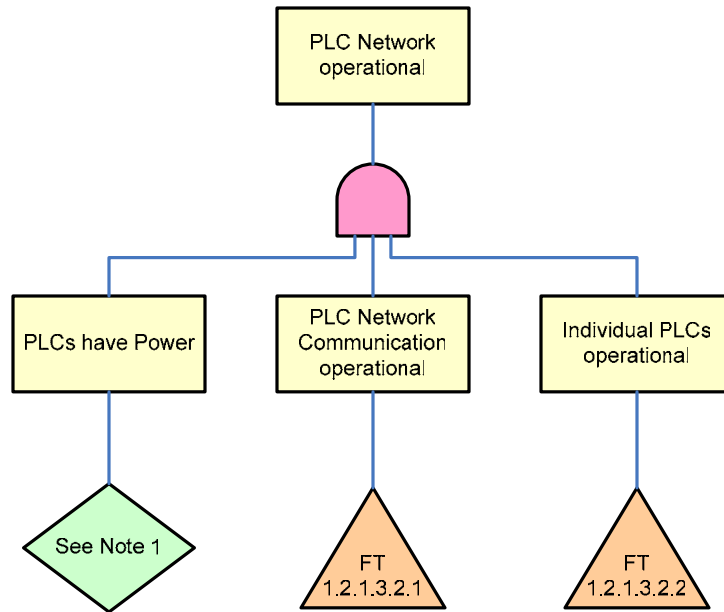 PLC Network
operational
PLCs have Power
PLC Network
Communication
operational
Individual PLCs
operational
See Note 1
FT
1.2.1.3.2.1
FT
1.2.1.3.2.2